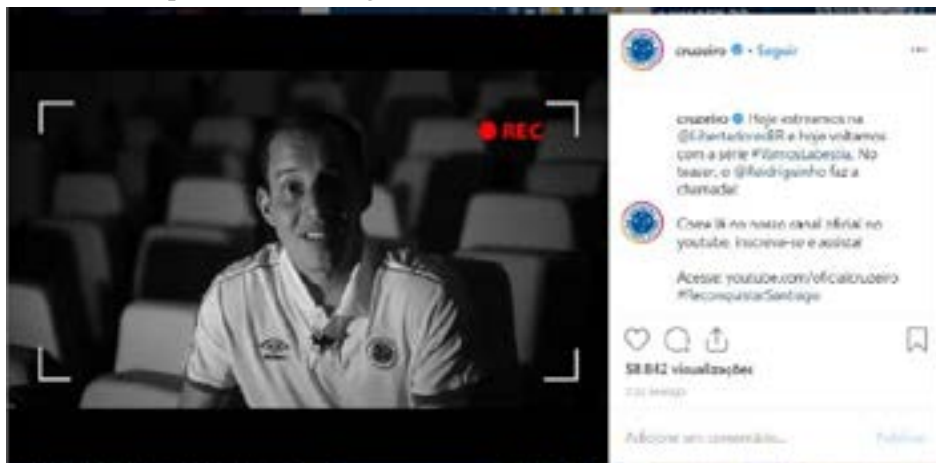 REC
cruzeiro • Seguir
cruzeiro Hoje estreamos na
@LibertadoresBR e hoje voltamos
com a série #VamosLaBestia. No
teaser, o @Rordriguinho faz a
chamada!
Corre lá no nosso canal oficial no
youtube, inscreva-se e assista!
Acesse: youtube.com/oficialcruzeiro
#ReconquistarSantiago
58.842 visualizações
Adicione um comentário...
Publicar